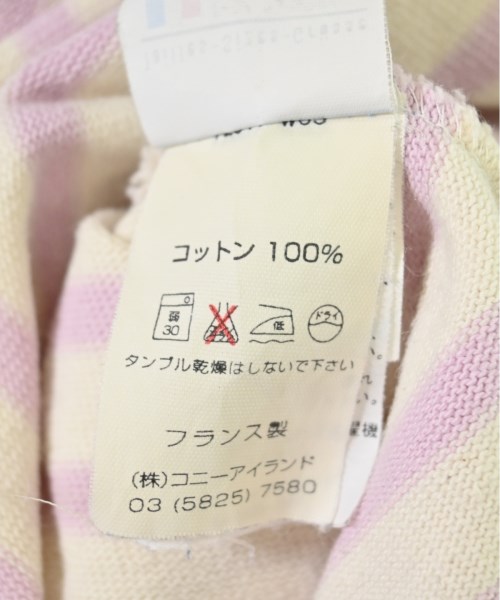 コットン 100%
弱
30
低
ドライ
タンブル乾燥はしないで下さい
フランス製
(株)コニーアイランド
03 (5825) 7580